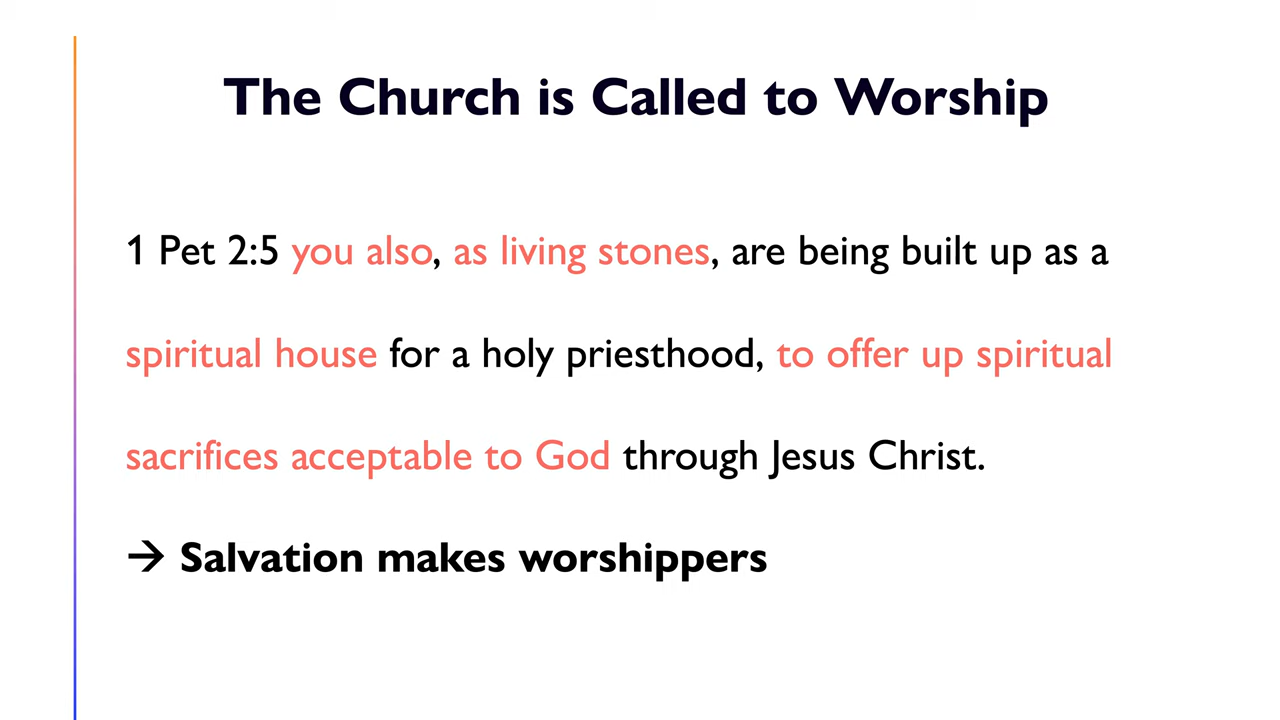 The Church is Called to Worship
1 Pet 2:5 you also, as living stones, are being built up as a
spiritual house for a holy priesthood, to offer up spiritual
sacrifices acceptable to God through Jesus Christ.
→ Salvation makes worshippers